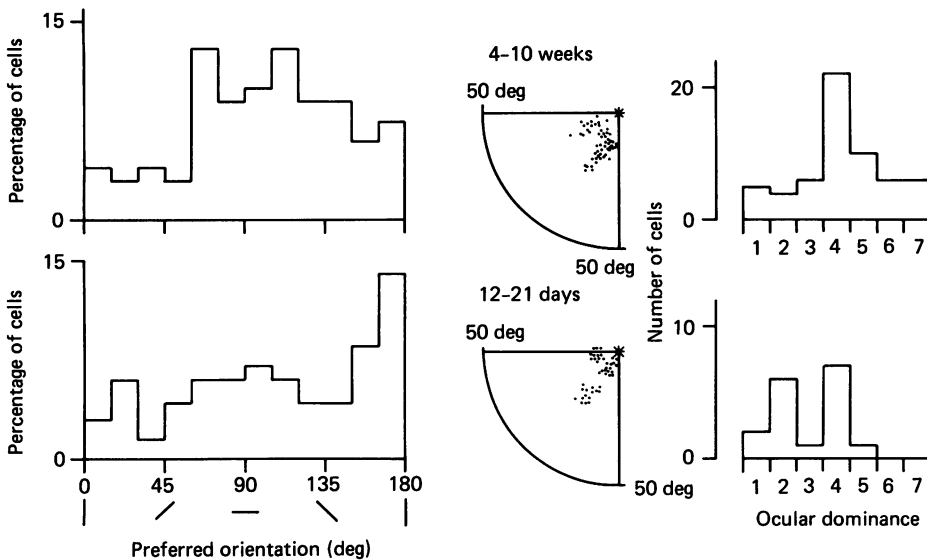 15
Percentage of cells
0
4–10 weeks
50 deg
50 deg
20
0
1 2 3 4 5 6 7
Number of cells
15
Percentage of cells
0
0 45 90 135 180
Preferred orientation (deg)
12–21 days
50 deg
50 deg
10
0
1 2 3 4 5 6 7
Ocular dominance